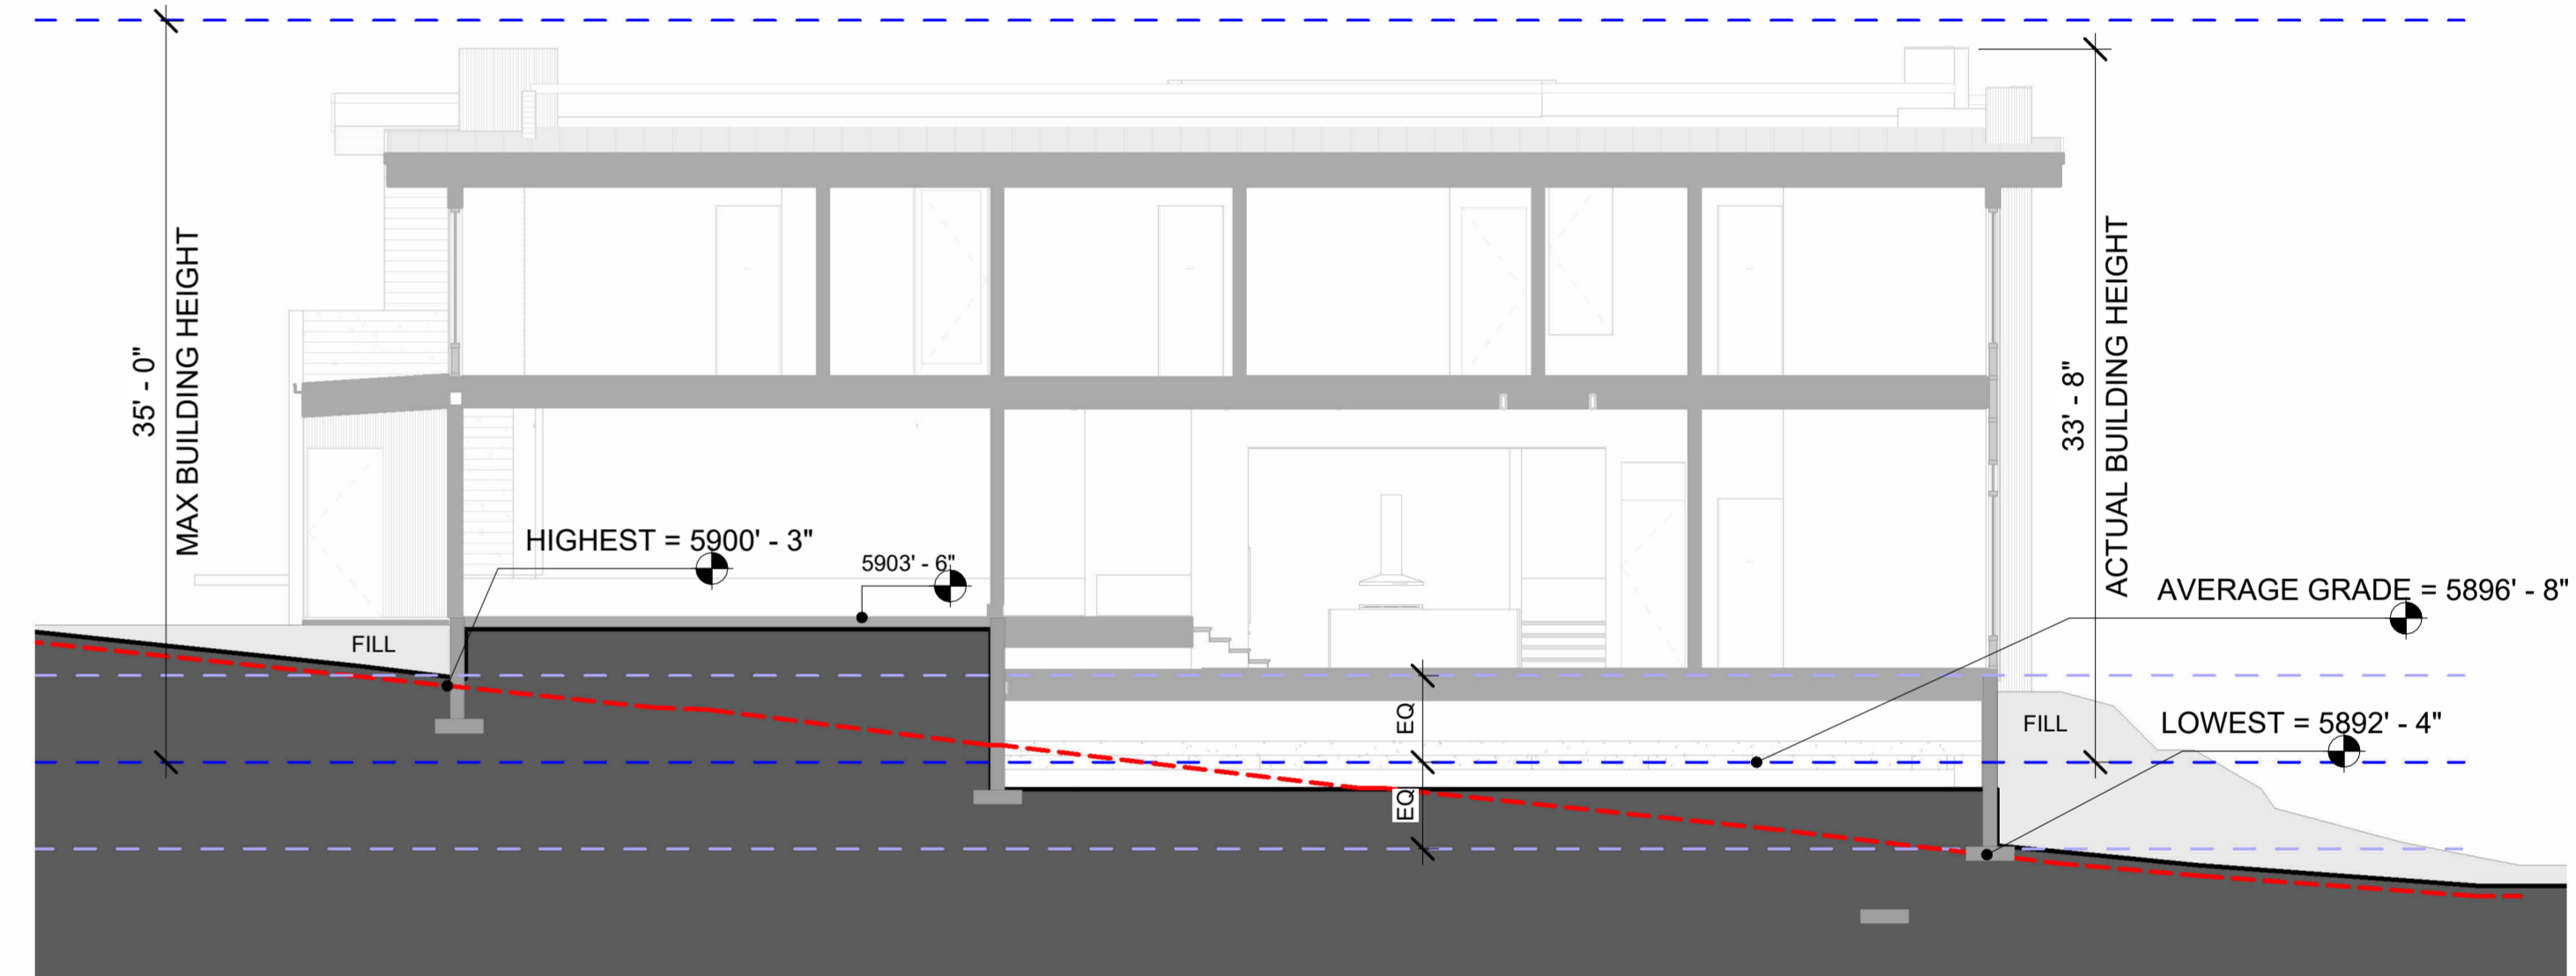 35' - 0"
MAX BUILDING HEIGHT
33' - 8"
ACTUAL BUILDING HEIGHT
HIGHEST = 5900' - 3"
5903' - 6"
AVERAGE GRADE = 5896' - 8"
FILL
EQ
FILL
LOWEST = 5892' - 4"
EQ